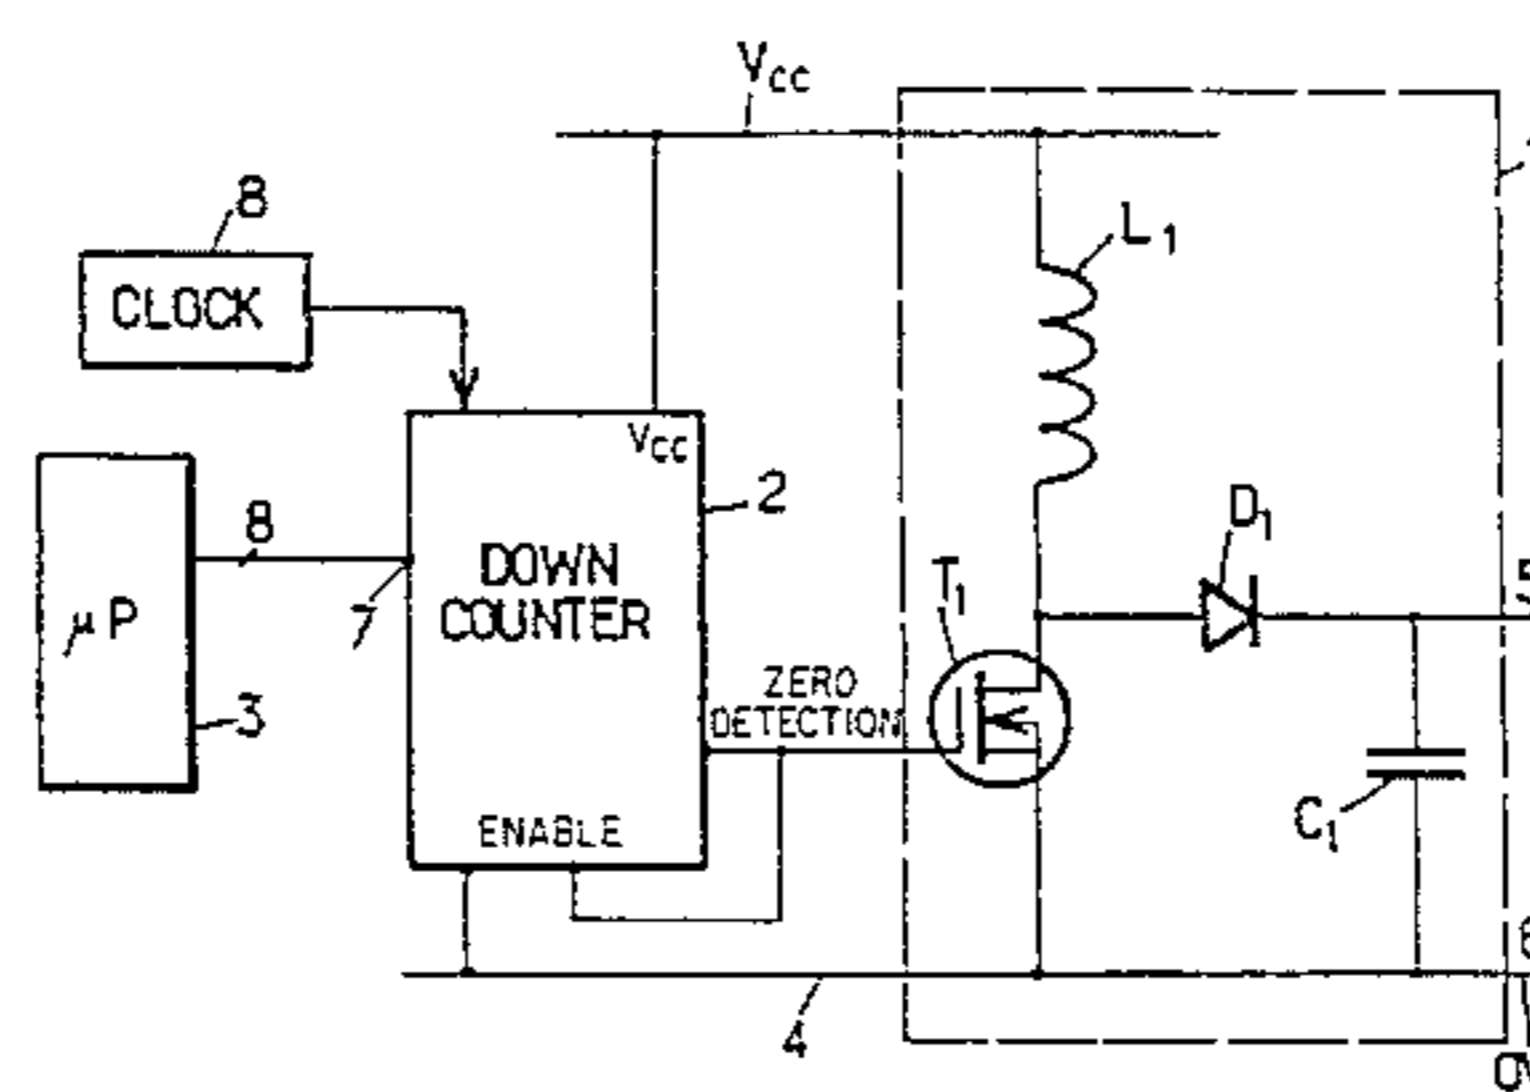 Vcc
8
CLOCK
L1
Vcc
2
D1
8
DOWN
COUNTER
T1
5
μP
7
ZERO
DETECTION
3
C1
ENABLE
4